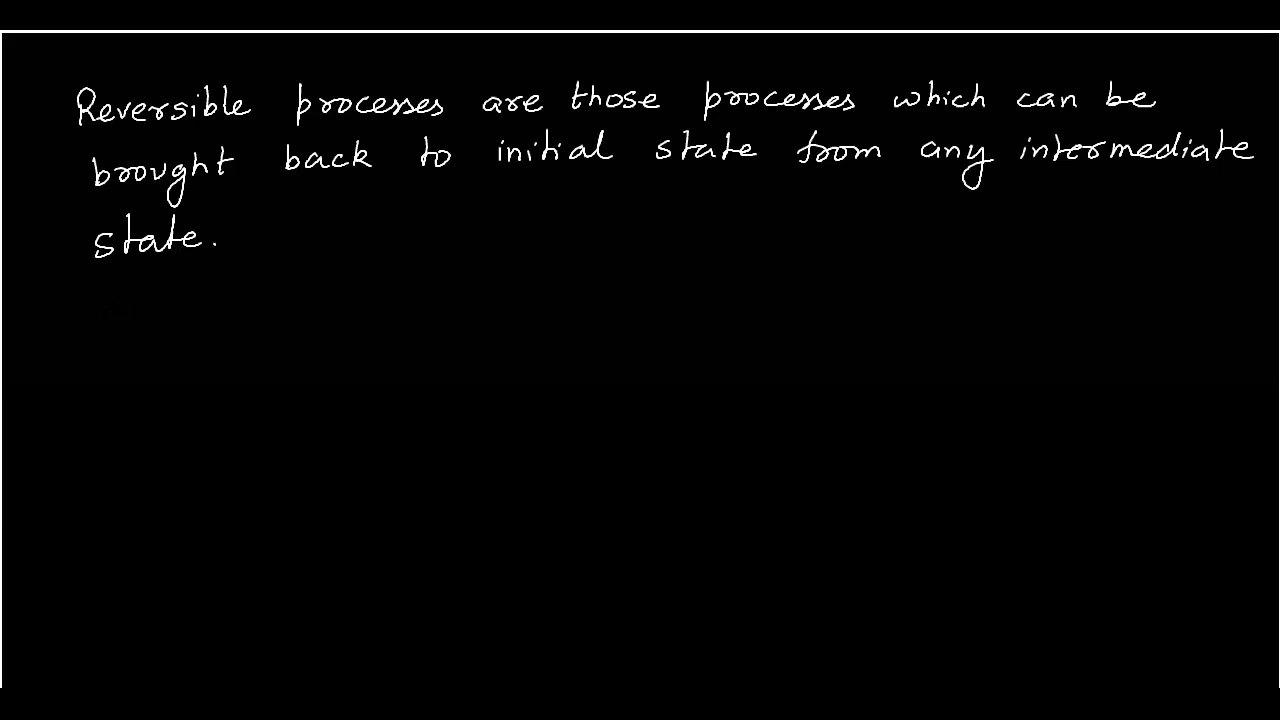 Reversible processes are those processes which can be
brought back to initial state from any intermediate
state.